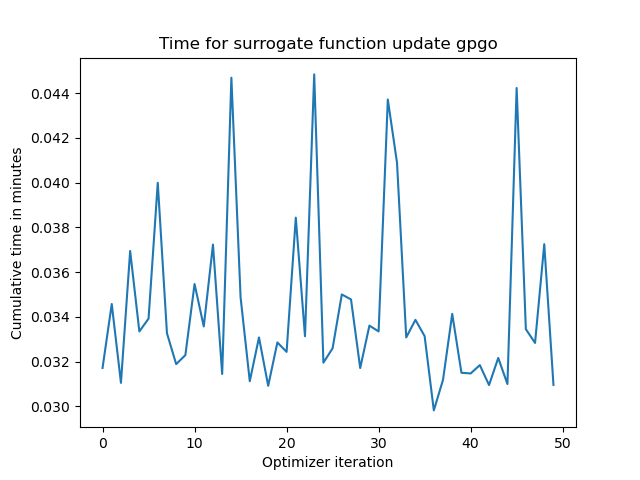 Time for surrogate function update gpgo
Cumulative time in minutes
0.044
0.042
0.040
0.038
0.036
0.034
0.032
0.030
0 10 20 30 40 50
Optimizer iteration